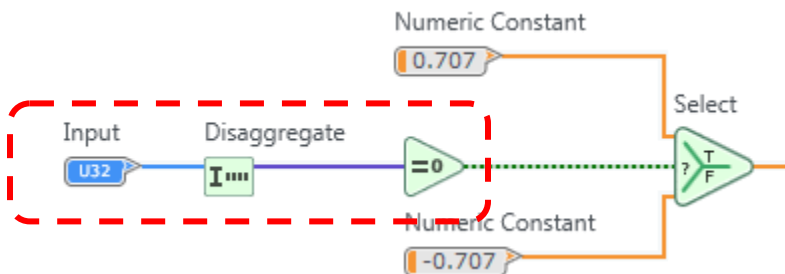 Numeric Constant
0.707
Select
Input
Disaggregate
U32
I
=0
?
T
F
Numeric Constant
-0.707